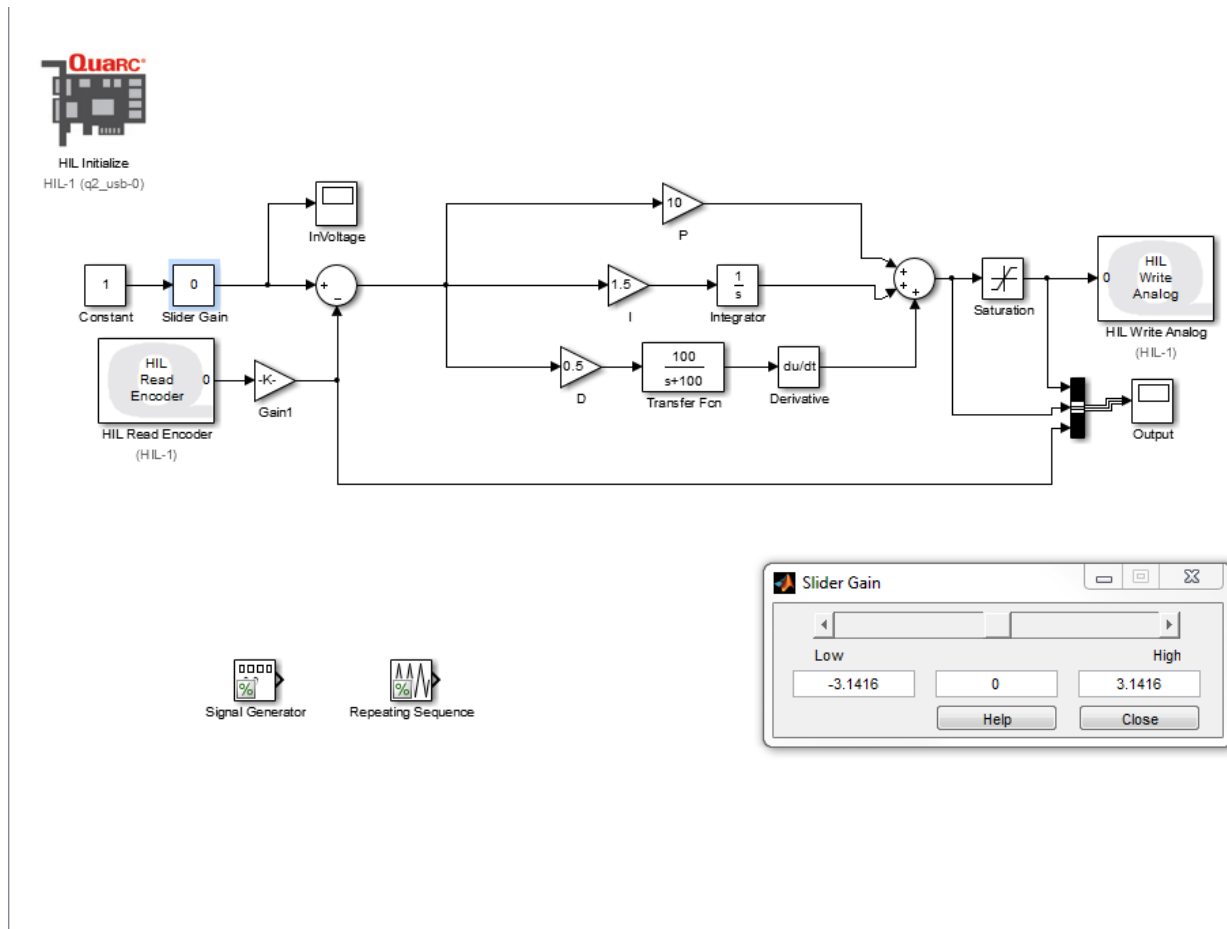 QUARC
HIL Initialize
HIL-1 (q2_usb-0)
InVoltage
10
P
1
Constant
0
Slider Gain
+
−
1.5
I
1
s
Integrator
+
+
+
Saturation
0
HIL
Write
Analog
HIL Write Analog
(HIL-1)
HIL
Read
Encoder
0
HIL Read Encoder
(HIL-1)
-K-
Gain1
0.5
D
100
s+100
Transfer Fcn
du/dt
Derivative
Output
%
Signal Generator
%
Repeating Sequence
Slider Gain
Low
High
-3.1416
0
3.1416
Help
Close